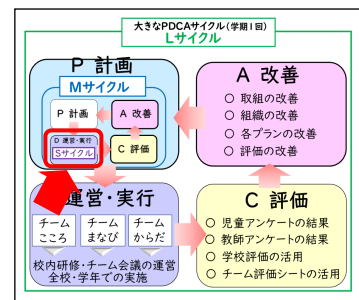 大きなPDCAサイクル(学期1回)
Lサイクル
P 計画
Mサイクル
P 計画
A 改善
D 運営・実行
Sサイクル
C 評価
A 改善
○ 取組の改善
○ 組織の改善
○ 各プランの改善
○ 評価の改善
運営・実行
チーム
こころ
チーム
まなび
チーム
からだ
校内研修・チーム会議の運営
全校・学年での実施
C 評価
○ 児童アンケートの結果
○ 教師アンケートの結果
○ 学校評価の活用
○ チーム評価シートの活用